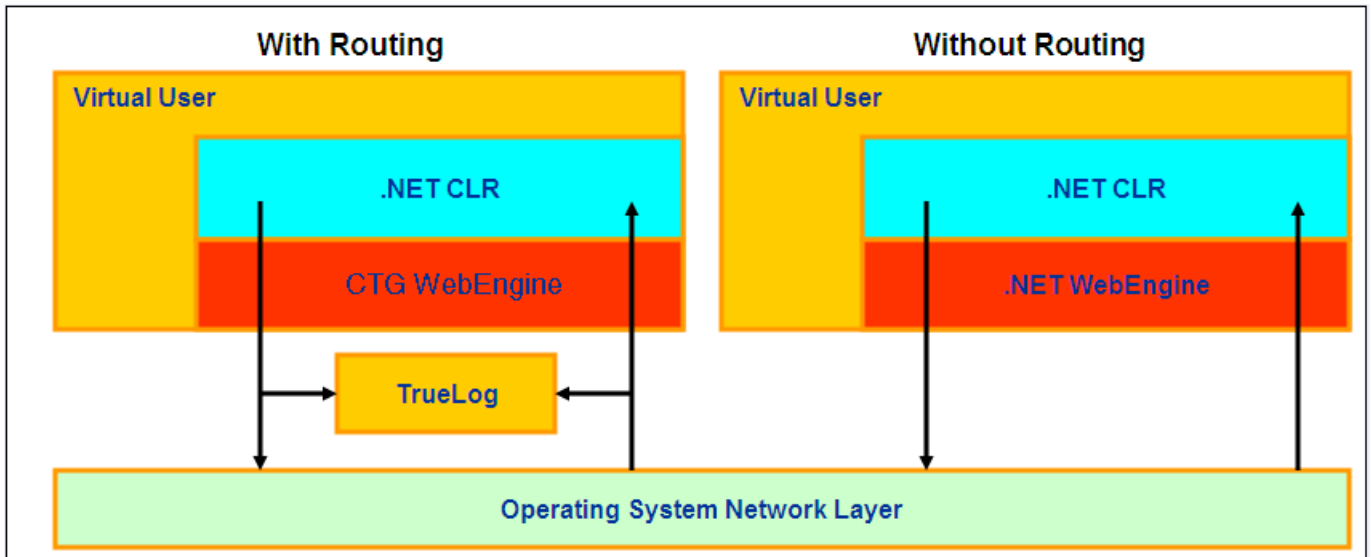 With Routing
Without Routing
Virtual User
Virtual User
.NET CLR
.NET CLR
CTG WebEngine
.NET WebEngine
TrueLog
Operating System Network Layer